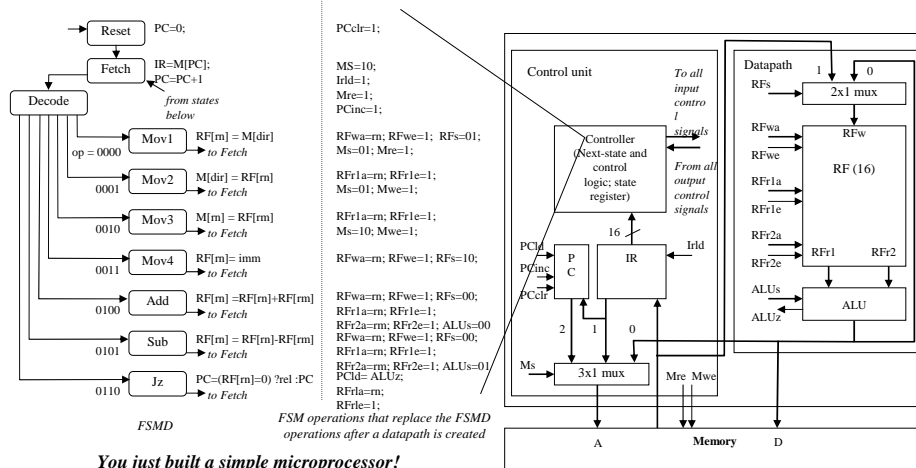 Reset
PC=0;
PCclr=1;
Fetch
IR=M[PC];
PC=PC+1
MS=10;
Irld=1;
Mre=1;
PCinc=1;
Decode
from states
below
Mov1
RF[rn] = M[dir]
to Fetch
op = 0000
RFwa=rn; RFwe=1; RFs=01;
Ms=01; Mre=1;
Mov2
M[dir] = RF[rn]
to Fetch
0001
RFr1a=rn; RFr1e=1;
Ms=01; Mwe=1;
Mov3
M[rn] = RF[rm]
to Fetch
0010
RFr1a=rn; RFr1e=1;
Ms=10; Mwe=1;
Mov4
RF[rn]= imm
to Fetch
0011
RFwa=rn; RFwe=1; RFs=10;
Add
RF[rn] =RF[rn]+RF[rm]
to Fetch
0100
RFwa=rn; RFwe=1; RFs=00;
RFr1a=rn; RFr1e=1;
RFr2a=rm; RFr2e=1; ALUs=00
Sub
RF[rn] = RF[rn]-RF[rm]
to Fetch
0101
RFwa=rn; RFwe=1; RFs=00;
RFr1a=rn; RFr1e=1;
RFr2a=rm; RFr2e=1; ALUs=01
Jz
PC=(RF[rn]=0) ?rel :PC
to Fetch
0110
PCld= ALUz;
RFrla=rn;
RFrle=1;
FSMD
FSM operations that replace the FSMD
operations after a datapath is created
You just built a simple microprocessor!
Control unit
To all
input
contro
l
signals
From all
output
control
signals
Controller
(Next-state and
control
logic; state
register)
16
PCld
PCinc
PCclr
P
C
IR
Irld
2
1
0
Ms
3x1 mux
Mre
Mwe
Datapath
1
0
RFs
2x1 mux
RFwa
RFwe
RFw
RF (16)
RFr1a
RFr1e
RFr2a
RFr2e
RFr1
RFr2
ALUs
ALUz
ALU
A
Memory
D